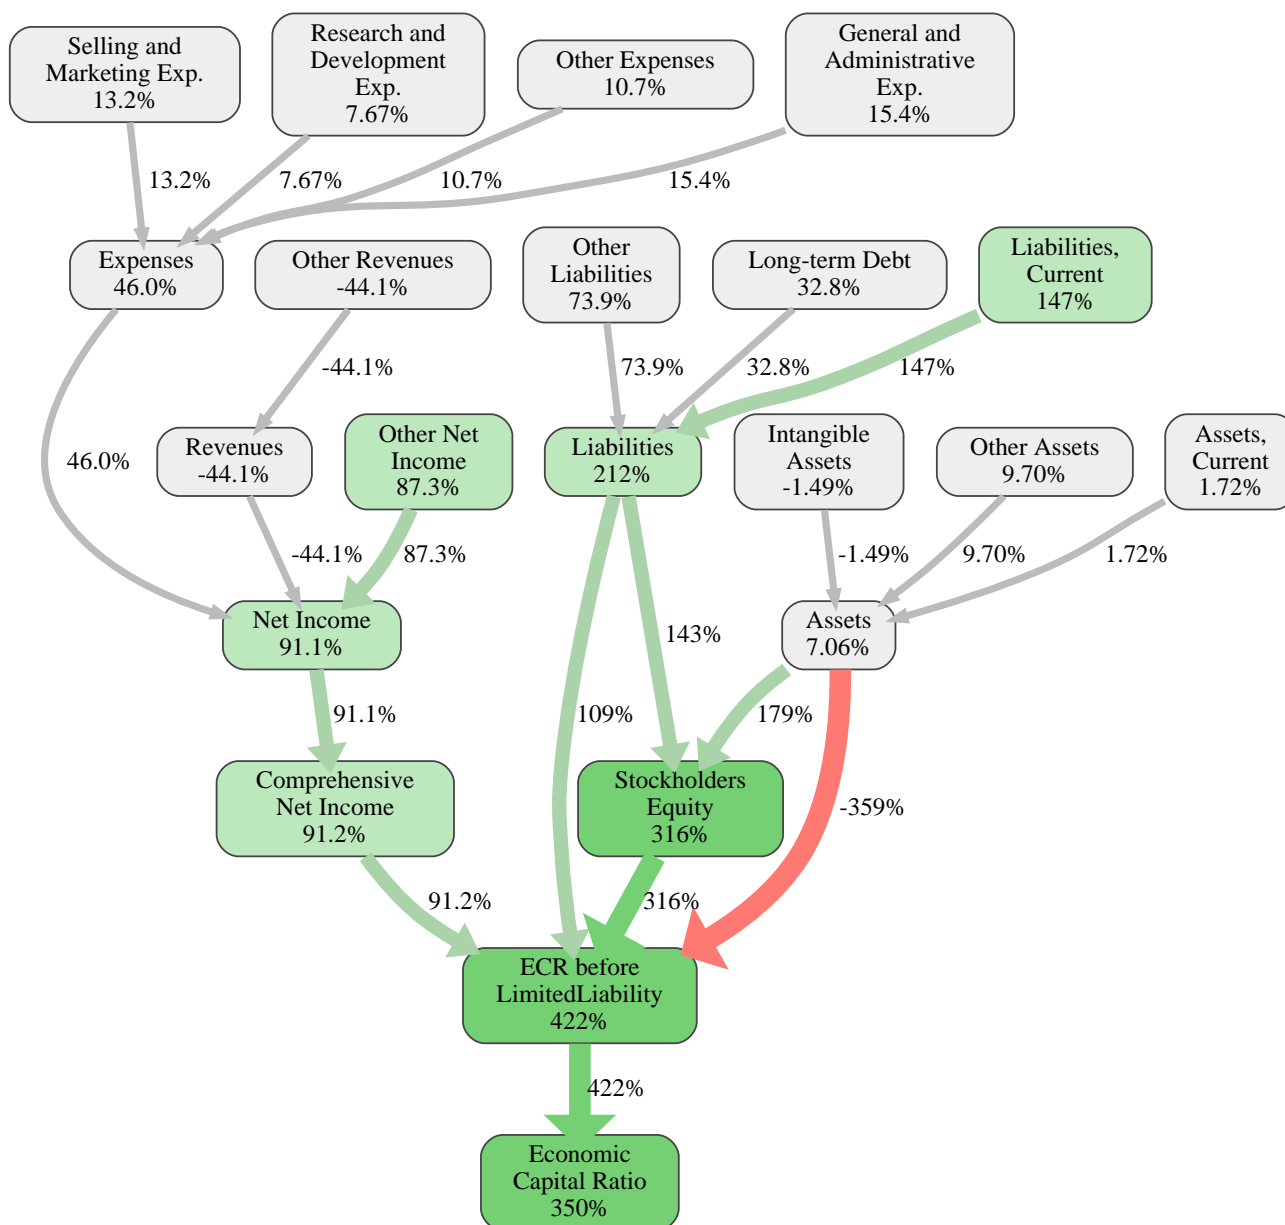 Selling and
Marketing Exp.
13.2%
Research and
Development
Exp.
7.67%
Other Expenses
10.7%
General and
Administrative
Exp.
15.4%
13.2%
7.67%
10.7%
15.4%
Expenses
46.0%
Other Revenues
-44.1%
Other
Liabilities
73.9%
Long-term Debt
32.8%
Liabilities,
Current
147%
-44.1%
73.9%
32.8%
147%
46.0%
Revenues
-44.1%
Other Net
Income
87.3%
Liabilities
212%
Intangible
Assets
-1.49%
Other Assets
9.70%
Assets,
Current
1.72%
-44.1%
87.3%
-1.49%
9.70%
1.72%
Net Income
91.1%
143%
Assets
7.06%
91.1%
109%
179%
Comprehensive
Net Income
91.2%
Stockholders
Equity
316%
-359%
91.2%
316%
ECR before
LimitedLiability
422%
422%
Economic
Capital Ratio
350%